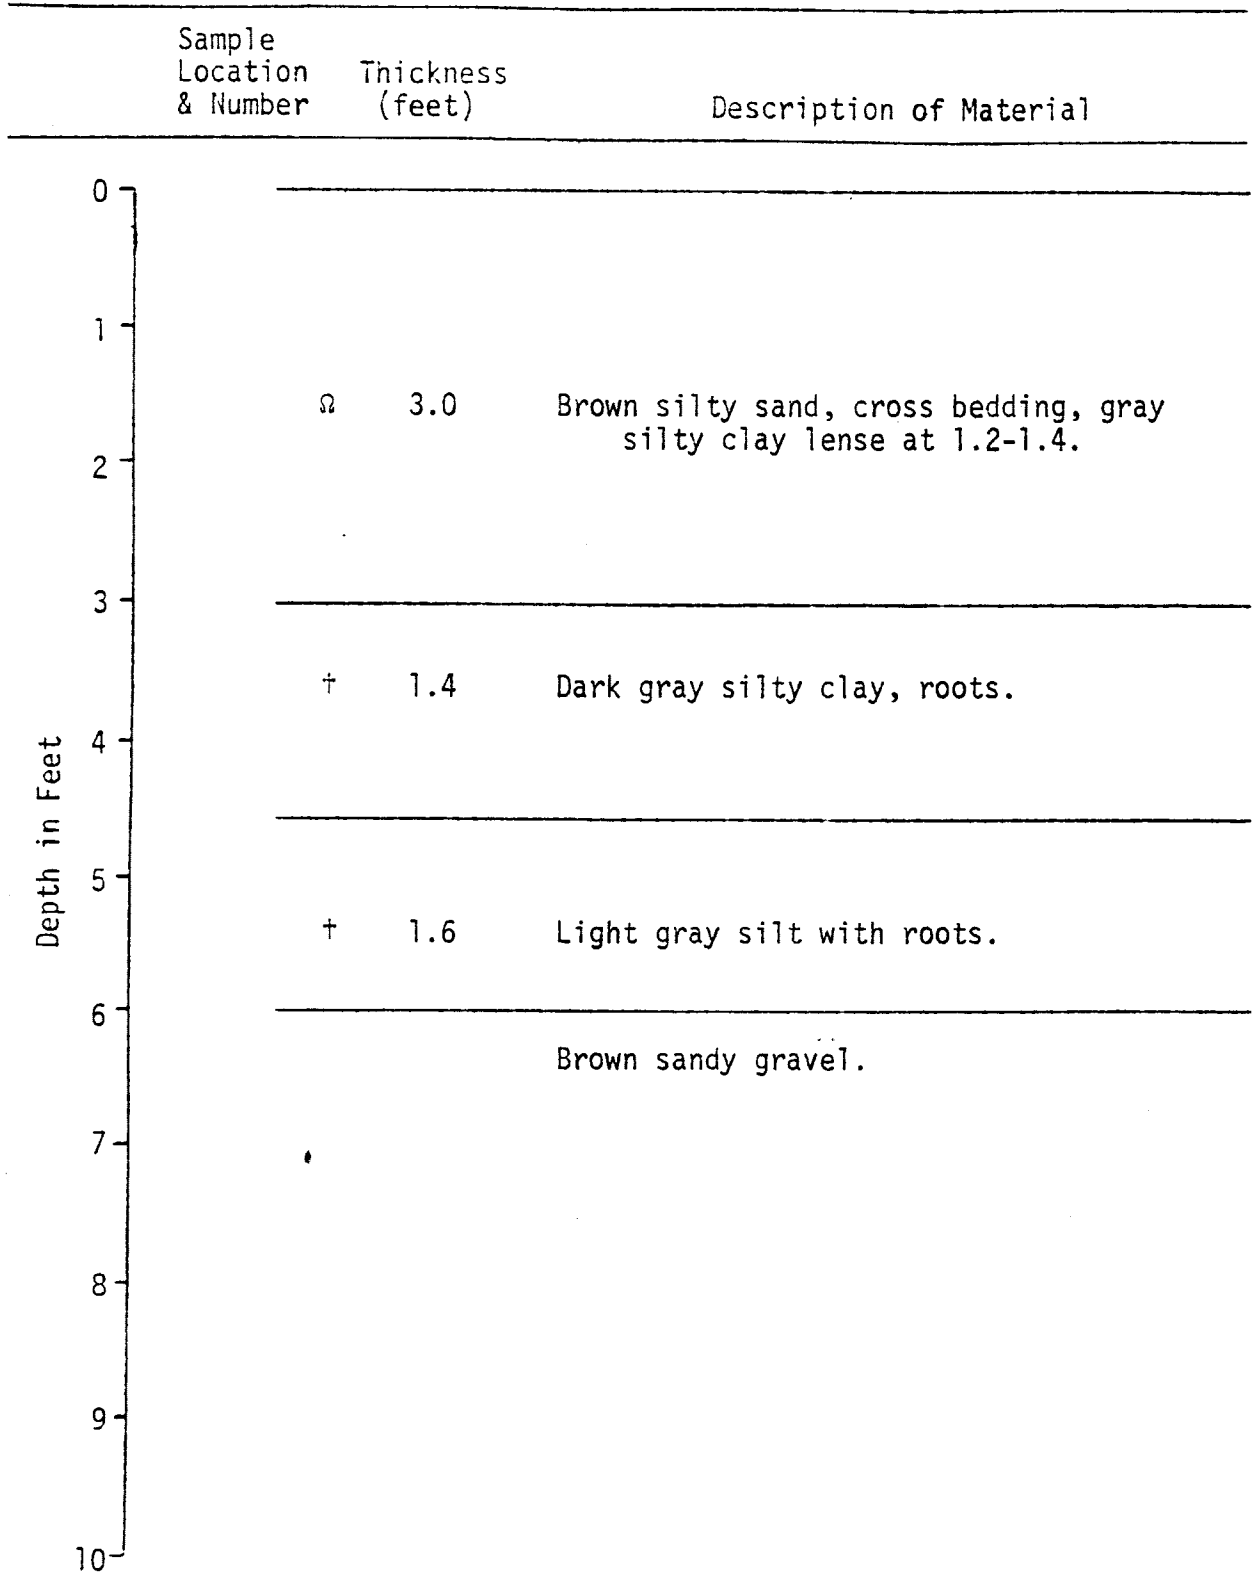 Sample
Location
& Number
Thickness
(feet)
Description of Material
0
1
Ω 3.0 Brown silty sand, cross bedding, gray
silty clay lense at 1.2-1.4.
2
3
† 1.4 Dark gray silty clay, roots.
4
Depth in Feet
5
† 1.6 Light gray silt with roots.
6
Brown sandy gravel.
7
8
9
10